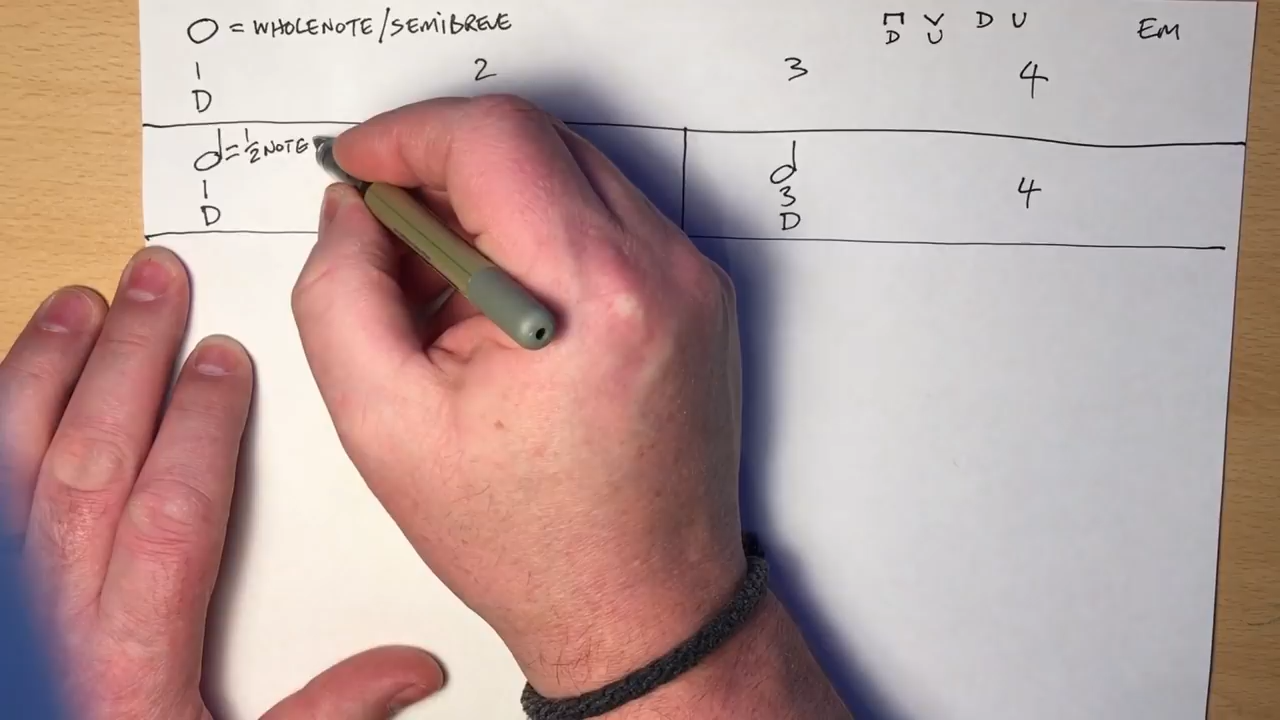 O = WHOLENOTE/SEMIBREVE
D U D U Em
1 2 3 4
D
= 1/2 NOTE
1 3 4
D D